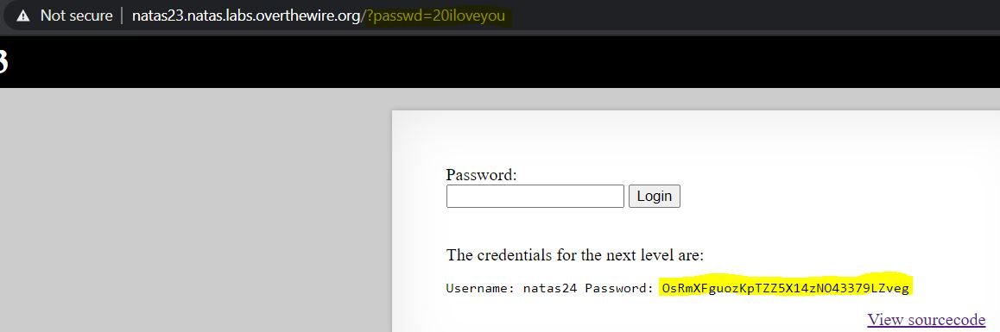 Not secure | natas23.natas.labs.overthewire.org/?passwd=20iloveyou
3
Password:
Login
The credentials for the next level are:
Username: natas24 Password: OsRmXFguozKpTZZ5X14zNO43379LZveg
View sourcecode